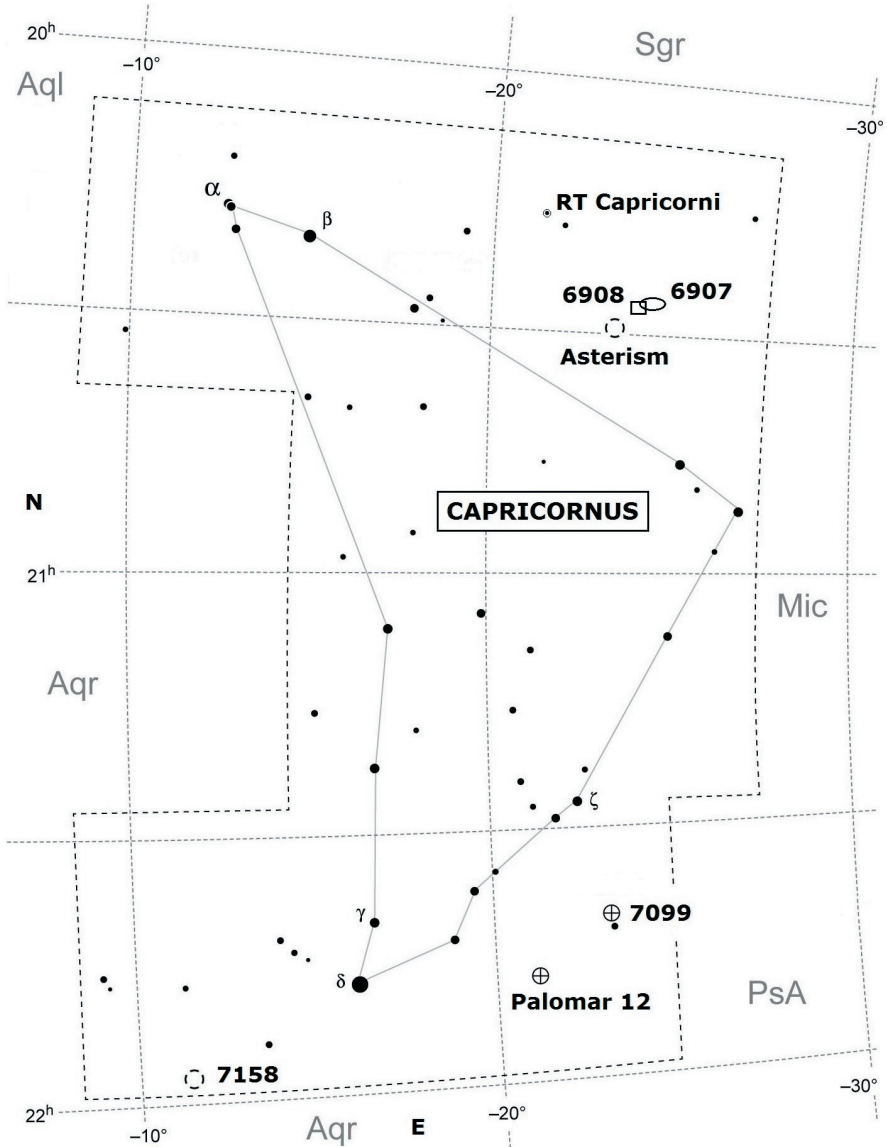 20h
Sgr
–10°
Aql
–20°
–30°
α
β
RT Capricorni
6908
6907
Asterism
N
CAPRICORNUS
21h
Mic
Aqr
ζ
γ
7099
δ
Palomar 12
PsA
7158
–30°
22h
–20°
–10°
Aqr
E